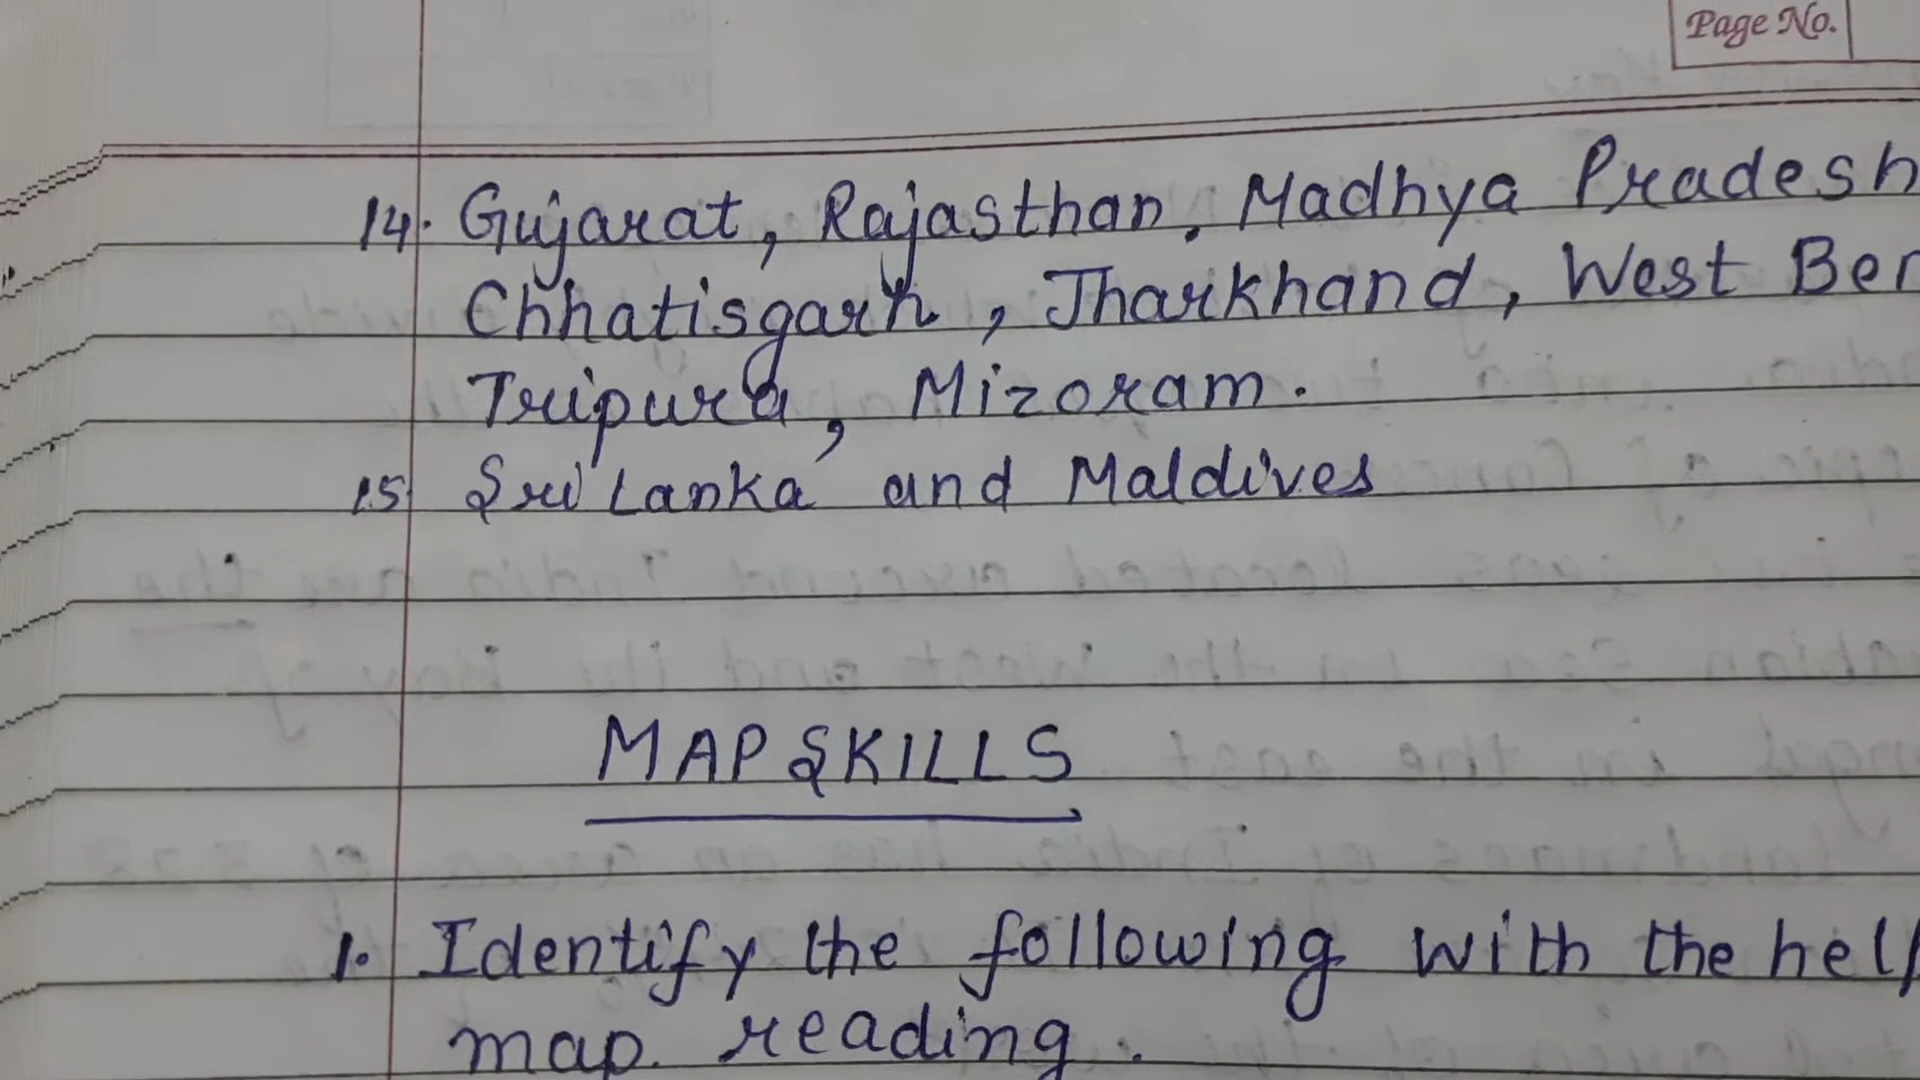 Page No.
14. Gujarat, Rajasthan, Madhya Pradesh
Chhatisgarh, Jharkhand, West Ben
Tripura, Mizoram.
15 Sri Lanka and Maldives
MAP SKILLS
1. Identify the following with the help
map reading.